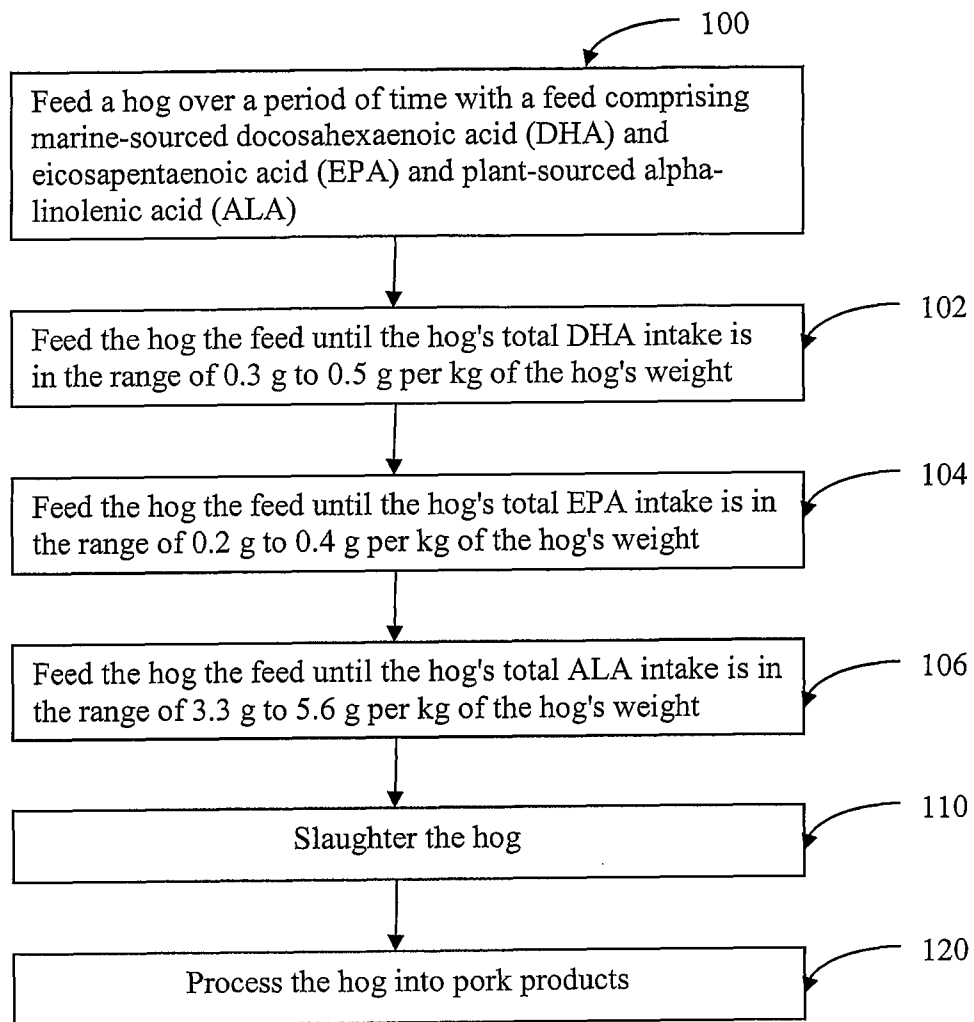 100
Feed a hog over a period of time with a feed comprising
marine-sourced docosahexaenoic acid (DHA) and
eicosapentaenoic acid (EPA) and plant-sourced alpha-
linolenic acid (ALA)
102
Feed the hog the feed until the hog's total DHA intake is
in the range of 0.3 g to 0.5 g per kg of the hog's weight
104
Feed the hog the feed until the hog's total EPA intake is in
the range of 0.2 g to 0.4 g per kg of the hog's weight
106
Feed the hog the feed until the hog's total ALA intake is in
the range of 3.3 g to 5.6 g per kg of the hog's weight
110
Slaughter the hog
120
Process the hog into pork products